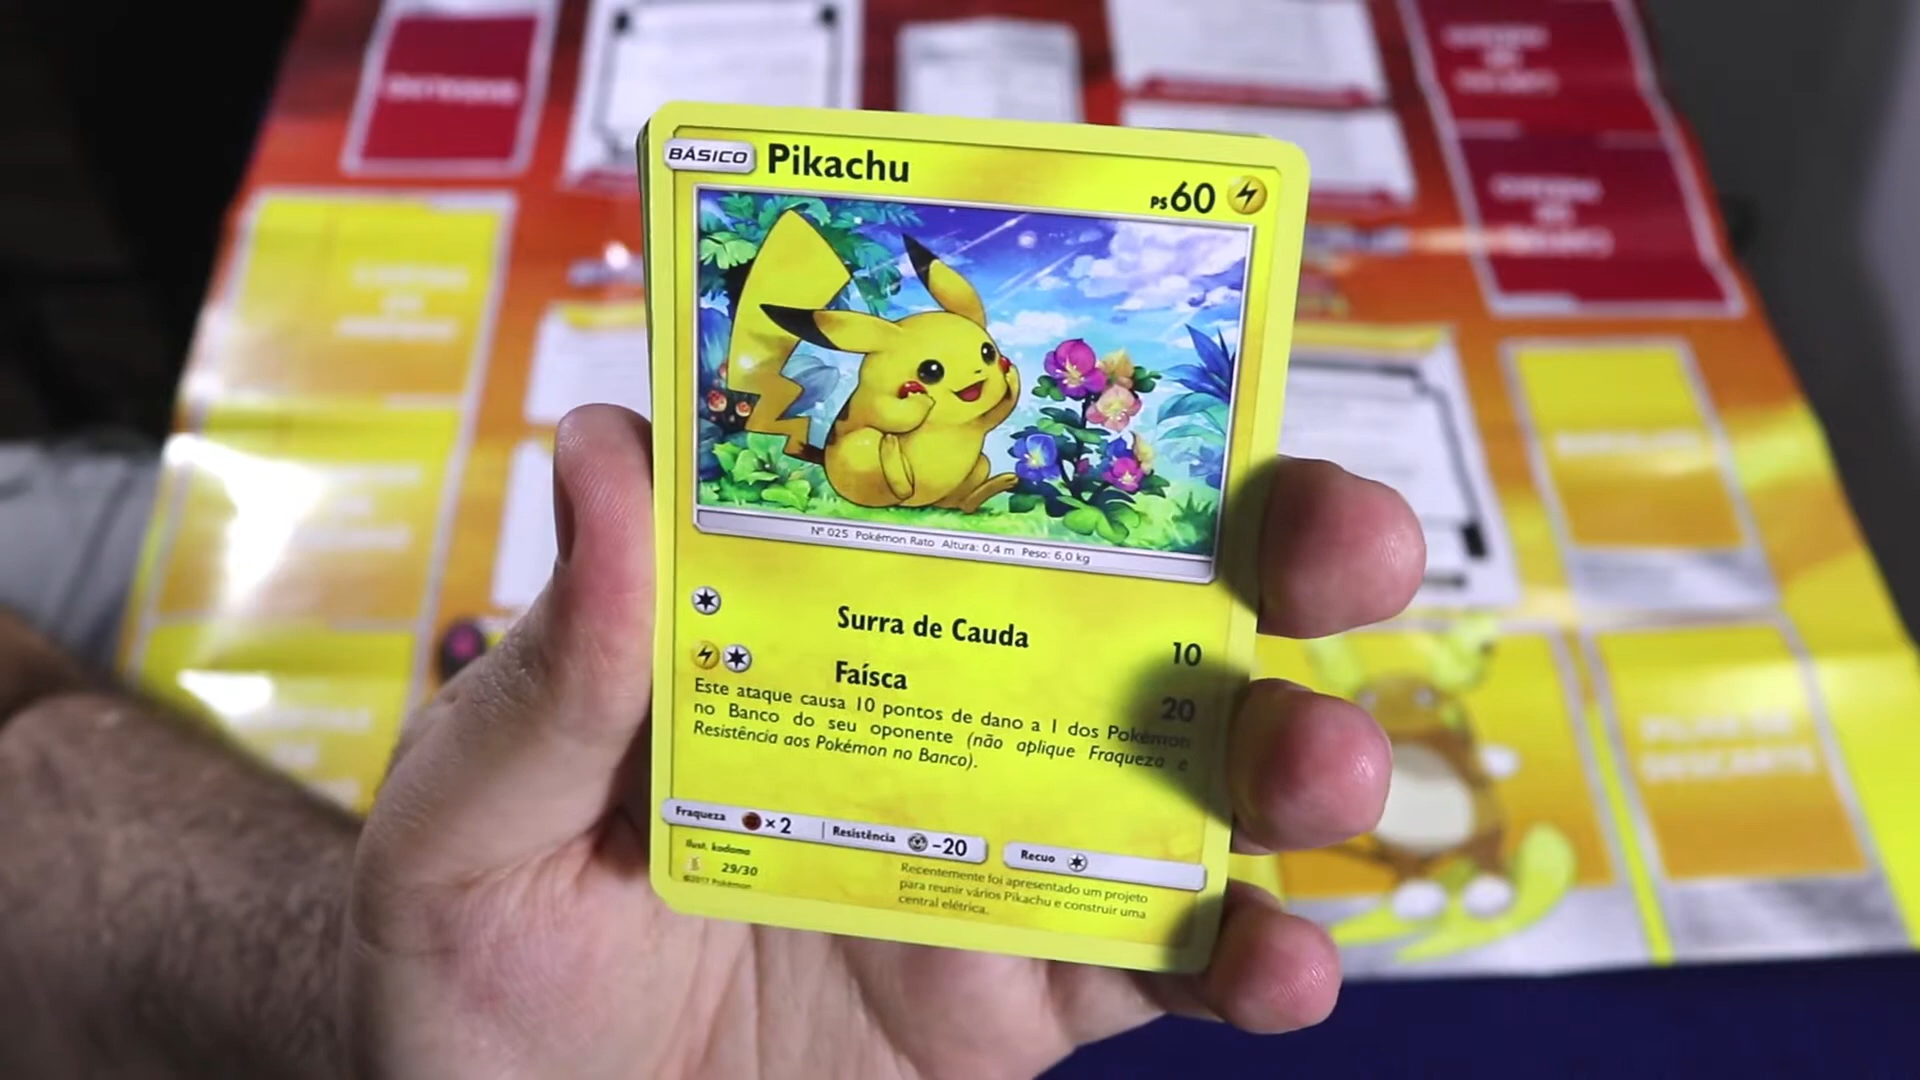 BÁSICO Pikachu PS60
Nº 025 Pokémon Rato Altura: 0,4 m Peso: 6,0 kg
Surra de Cauda 10
Faísca 20
Este ataque causa 10 pontos de dano a 1 dos Pokémon
no Banco do seu oponente (não aplique Fraqueza e
Resistência aos Pokémon no Banco).
Fraqueza ×2 Resistência -20 Recuo
Ilust. kodama
29/30
©2017 Pokémon
Recentemente foi apresentado um projeto
para reunir vários Pikachu e construir uma
central elétrica.
DESCARTE